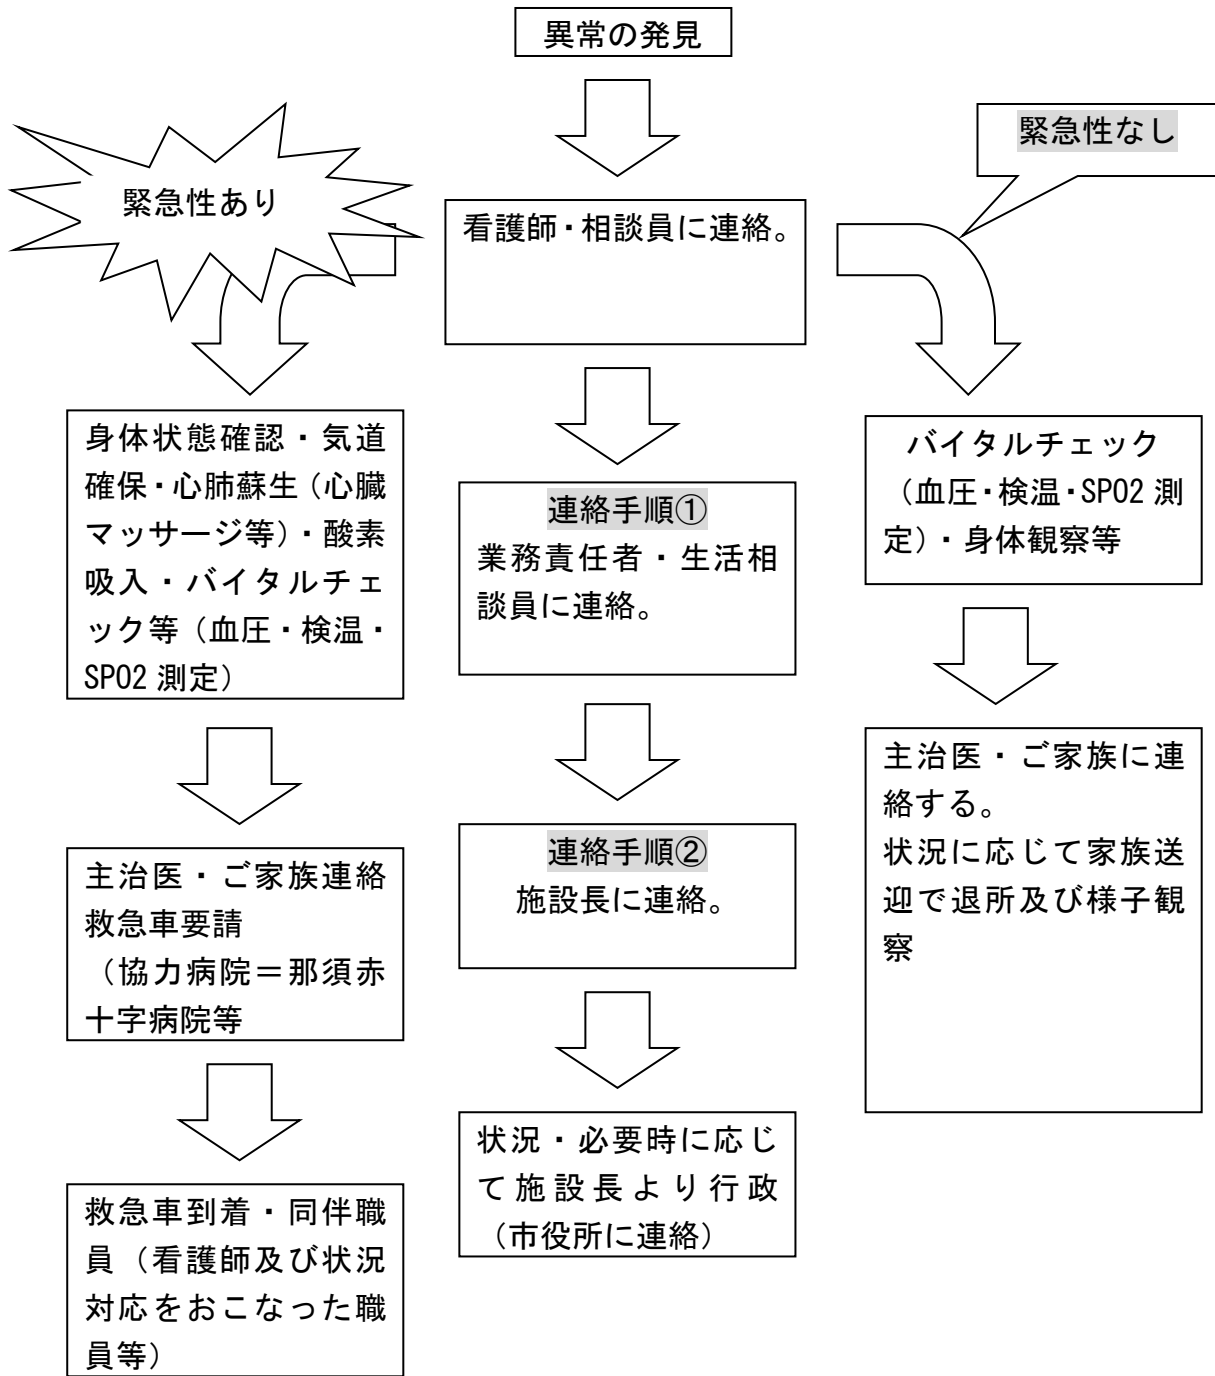 異常の発見
緊急性あり
緊急性なし
看護師・相談員に連絡。
身体状態確認・気道
確保・心肺蘇生（心臓
マッサージ等）・酸素
吸入・バイタルチェ
ック等（血圧・検温・
SPO2 測定）
主治医・ご家族連絡
救急車要請
（協力病院＝那須赤
十字病院等
救急車到着・同伴職
員（看護師及び状況
対応をおこなった職
員等）
連絡手順①
業務責任者・生活相
談員に連絡。
連絡手順②
施設長に連絡。
状況・必要時に応じ
て施設長より行政
（市役所に連絡）
バイタルチェック
（血圧・検温・SPO2 測
定）・身体観察等
主治医・ご家族に連
絡する。
状況に応じて家族送
迎で退所及び様子観
察